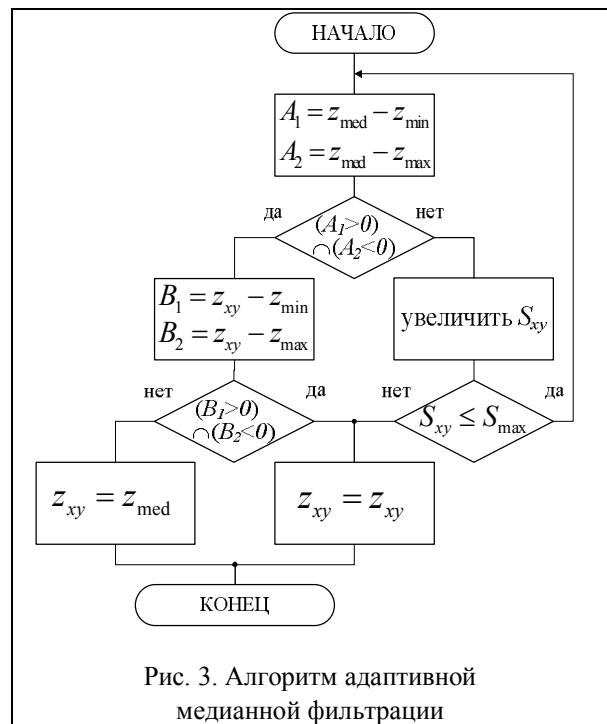 НАЧАЛО
A₁ = z_med − z_min
A₂ = z_med − z_max
да
(A₁>0)
∩(A₂<0)
нет
B₁ = z_xy − z_min
B₂ = z_xy − z_max
увеличить S_xy
нет
(B₁>0)
∩(B₂<0)
да
нет
S_xy ≤ S_max
да
z_xy = z_med
z_xy = z_xy
КОНЕЦ
Рис. 3. Алгоритм адаптивной
медианной фильтрации